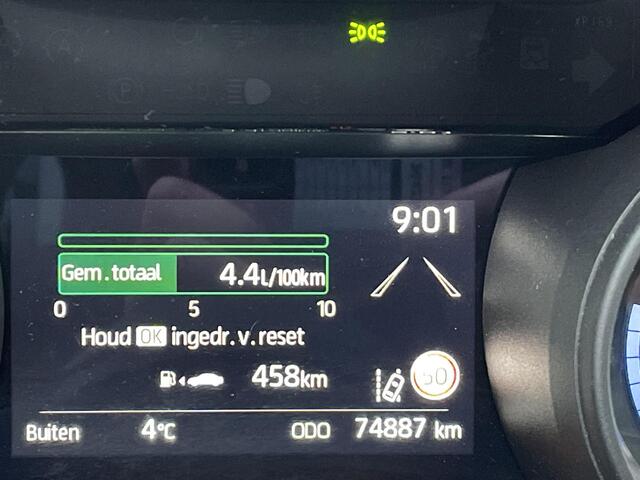 9:01
Gem. totaal 4.4L/100km
0 5 10
Houd OK ingedr.v.reset
458km
50
Buiten 4°C ODO 74887 km